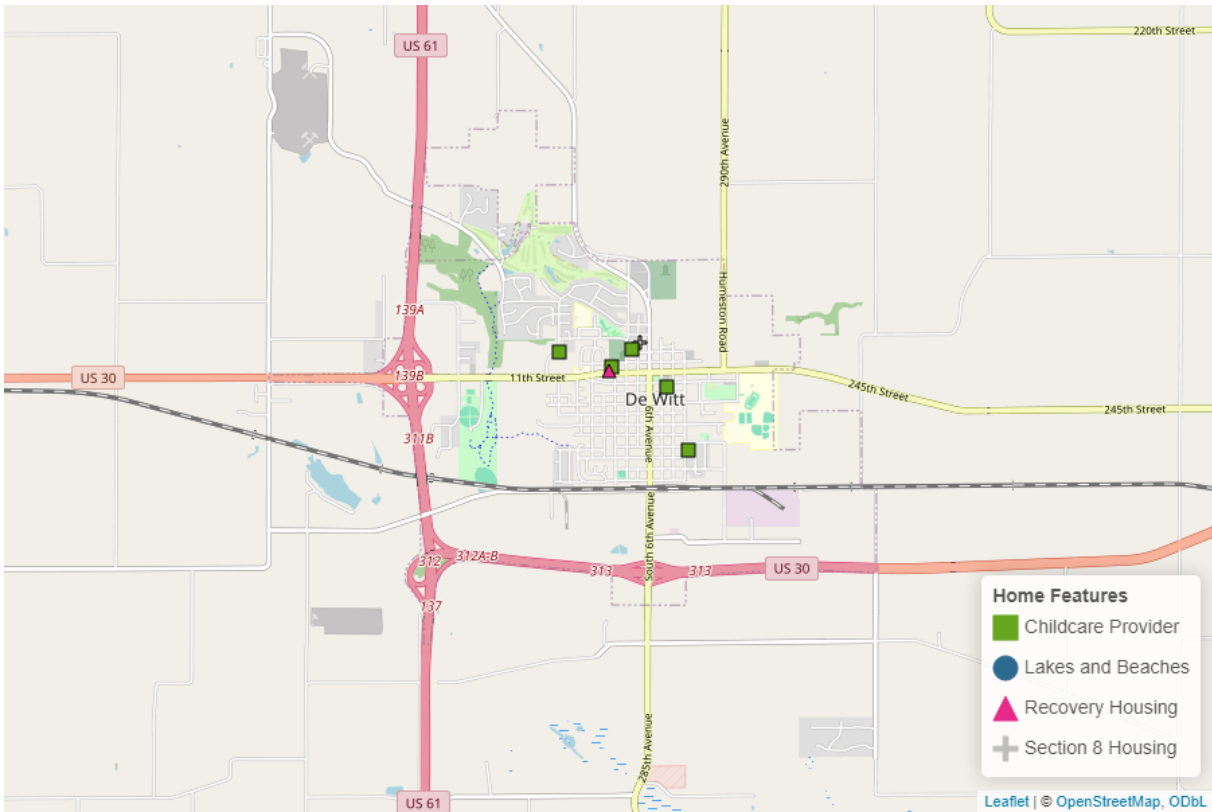 220th Street
US 61
290th Avenue
Humeston Road
139A
US 30
139B
11th Street
245th Street
245th Street
De Witt
6th Avenue
311B
South 6th Avenue
312
312A-B
313
313
US 30
137
285th Avenue
US 61
Home Features
Childcare Provider
Lakes and Beaches
Recovery Housing
Section 8 Housing
Leaflet | © OpenStreetMap, ODbL